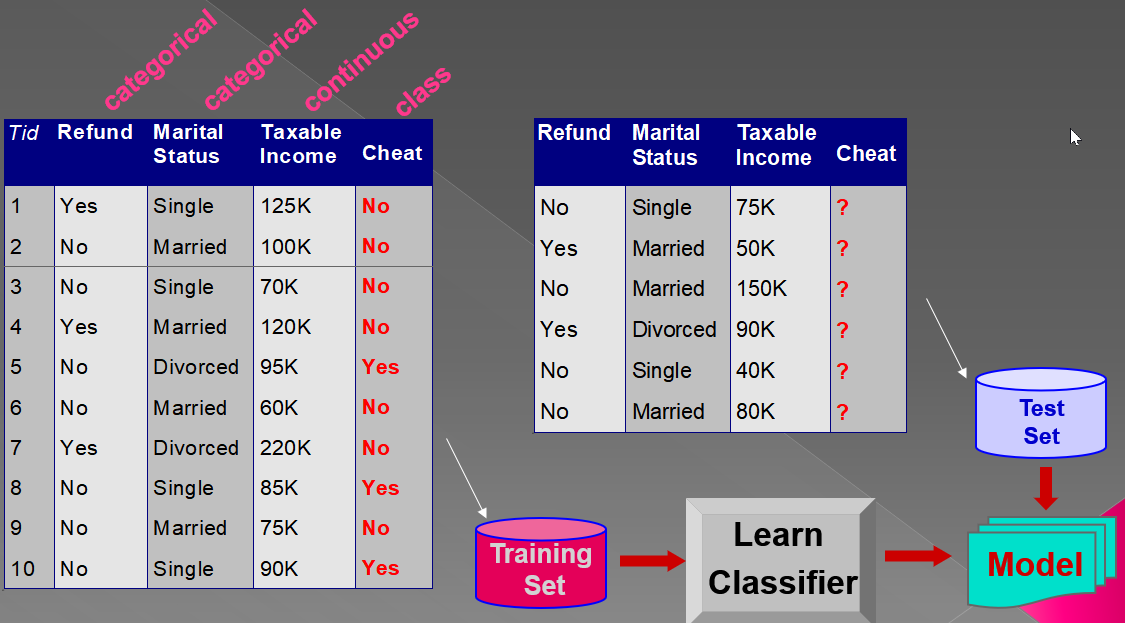 categorical
categorical
continuous
class
Tid Refund Marital Status Taxable Income Cheat
1 Yes Single 125K No
2 No Married 100K No
3 No Single 70K No
4 Yes Married 120K No
5 No Divorced 95K Yes
6 No Married 60K No
7 Yes Divorced 220K No
8 No Single 85K Yes
9 No Married 75K No
10 No Single 90K Yes
Refund Marital Status Taxable Income Cheat
No Single 75K ?
Yes Married 50K ?
No Married 150K ?
Yes Divorced 90K ?
No Single 40K ?
No Married 80K ?
Test
Set
Training
Set
Learn
Classifier
Model